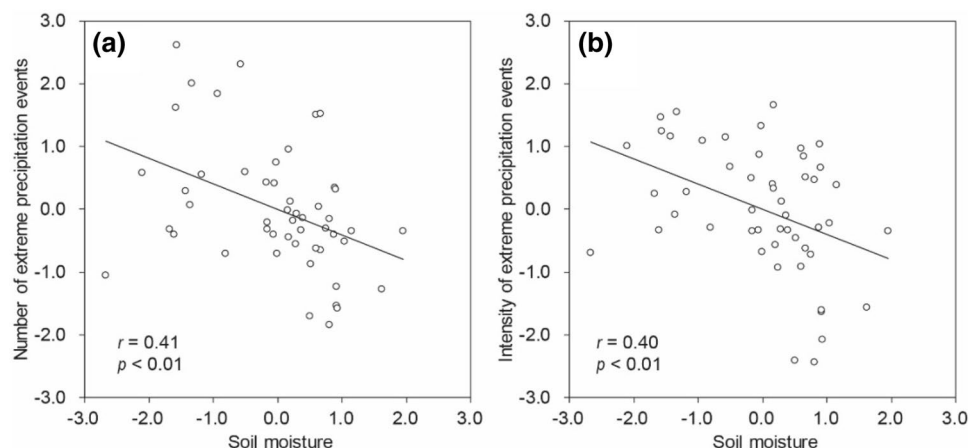 (a)
Number of extreme precipitation events
3.0
2.0
1.0
0.0
-1.0
-2.0
-3.0
r = 0.41
p < 0.01
-3.0 -2.0 -1.0 0.0 1.0 2.0 3.0
Soil moisture
(b)
Intensity of extreme precipitation events
3.0
2.0
1.0
0.0
-1.0
-2.0
-3.0
r = 0.40
p < 0.01
-3.0 -2.0 -1.0 0.0 1.0 2.0 3.0
Soil moisture